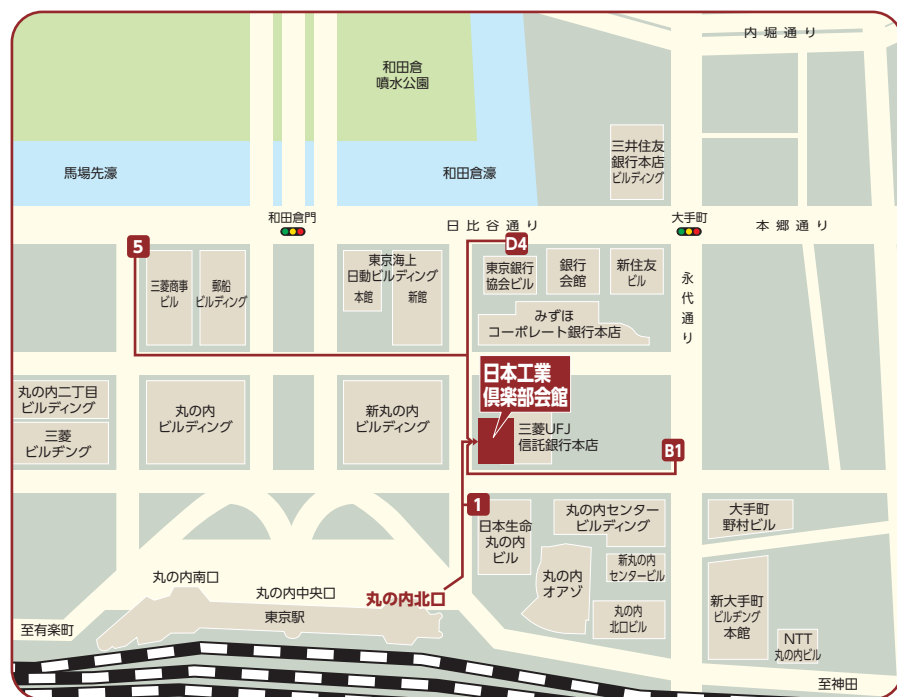 内堀通り
和田倉
噴水公園
三井住友
銀行本店
ビルディング
馬場先濠
和田倉濠
和田倉門
日比谷通り
大手町
本郷通り
5
D4
三菱商事
ビル
郵船
ビルディング
東京海上
日動ビルディング
本館
新館
東京銀行
協会ビル
銀行
会館
新住友
ビル
永代通り
みずほ
コーポレート銀行本店
日本工業
倶楽部会館
丸の内二丁目
ビルディング
三菱
ビルヂング
丸の内
ビルディング
新丸の内
ビルディング
三菱UFJ
信託銀行本店
B1
1
日本生命
丸の内
ビル
丸の内センター
ビルディング
大手町
野村ビル
丸の内
オアゾ
新丸の内
センタービル
丸の内
北口ビル
新大手町
ビルヂング
本館
NTT
丸の内ビル
丸の内南口
丸の内中央口
丸の内北口
東京駅
至有楽町
至神田